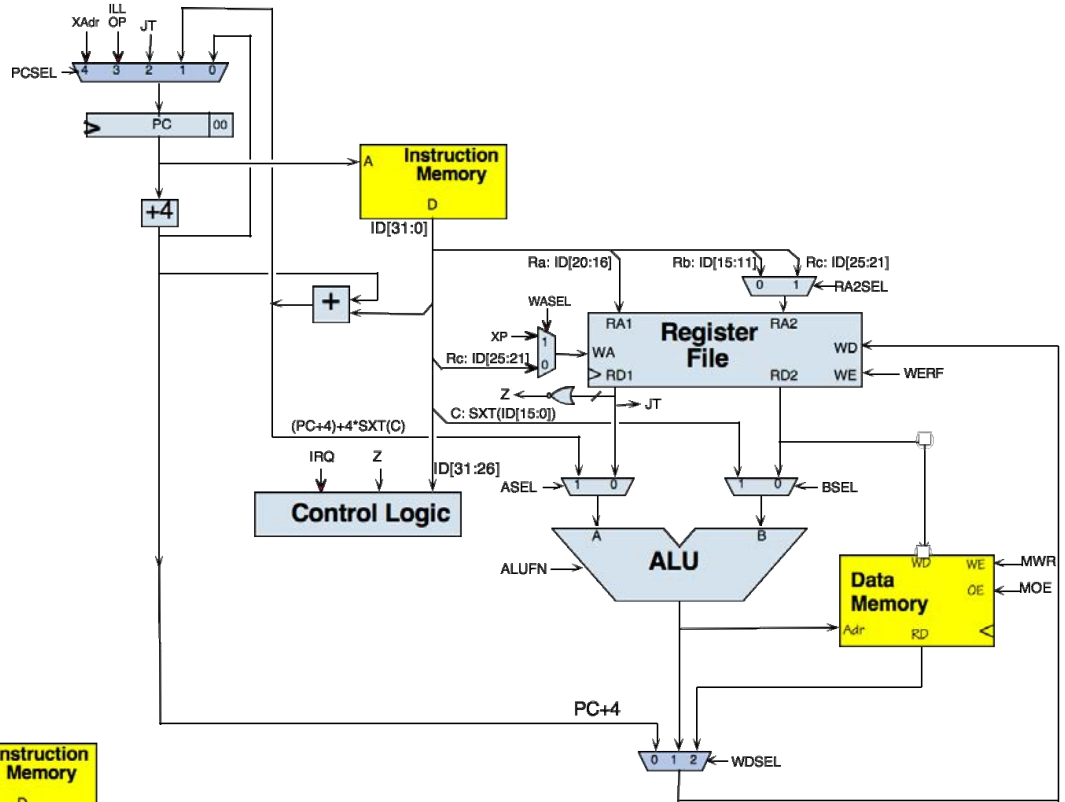 ILL
XAdr OP JT
PCSEL 4 3 2 1 0
PC 00
A Instruction
Memory
D
+4
ID[31:0]
Ra: ID[20:16] Rb: ID[15:11] Rc: ID[25:21]
0 1 RA2SEL
+
WASEL
XP 1
Rc: ID[25:21] 0
RA1 RA2
Register
File
WA WD
RD1 RD2 WE WERF
Z JT
C: SXT(ID[15:0])
(PC+4)+4*SXT(C)
IRQ Z ID[31:26]
ASEL 1 0 1 0 BSEL
Control Logic
A B
ALU
ALUFN
WD WE MWR
Data
Memory
OE MOE
Adr RD
PC+4
0 1 2 WDSEL
nstruction
Memory
D